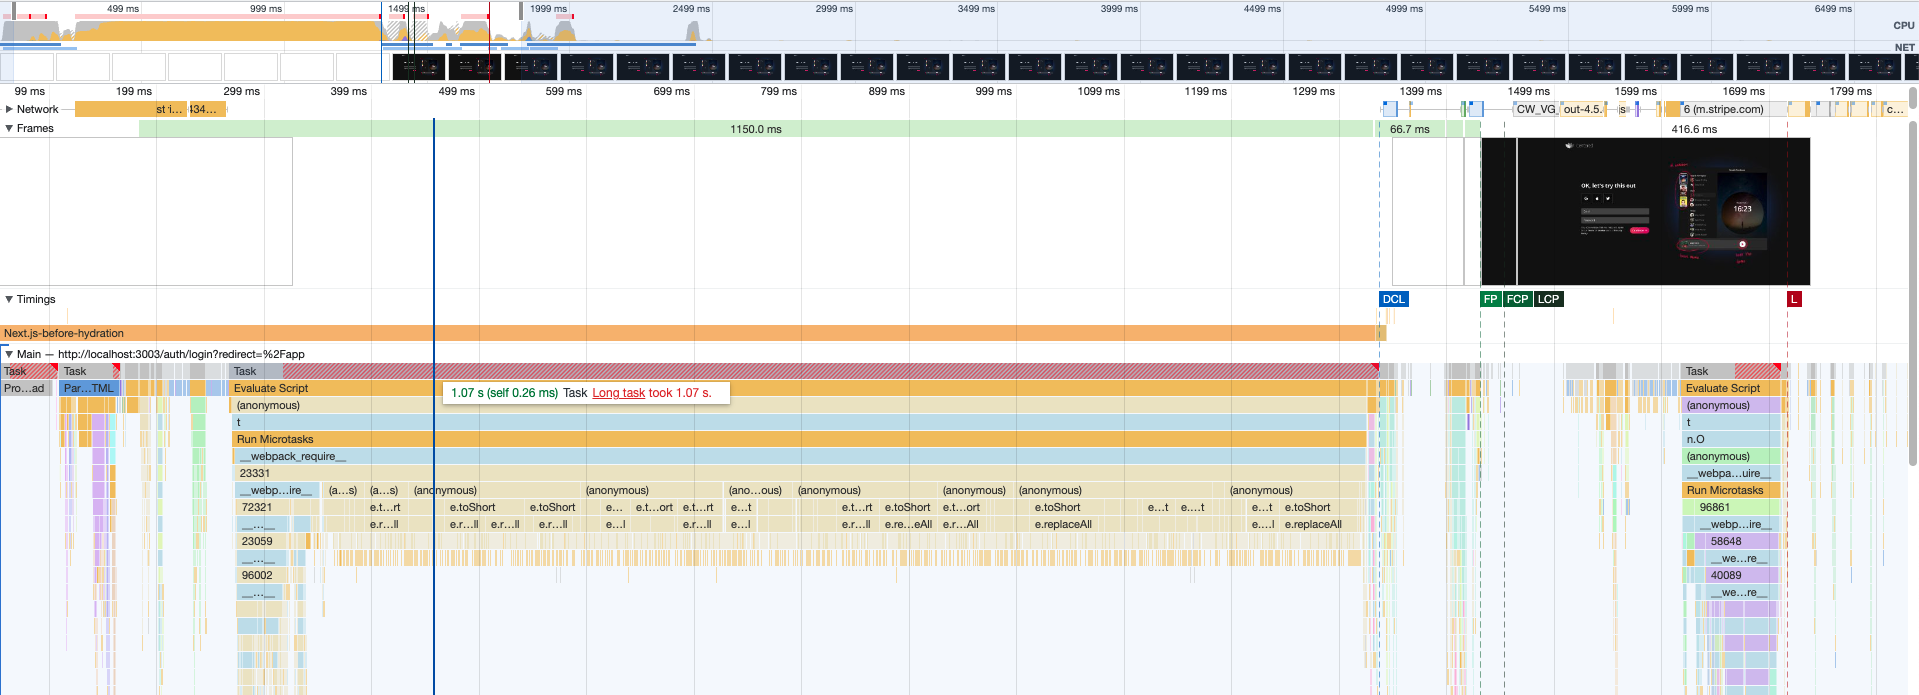 499 ms 999 ms 1499 ms 1999 ms 2499 ms 2999 ms 3499 ms 3999 ms 4499 ms 4999 ms 5499 ms 5999 ms 6499 ms
CPU
NET
99 ms 199 ms 299 ms 399 ms 499 ms 599 ms 699 ms 799 ms 899 ms 999 ms 1099 ms 1199 ms 1299 ms 1399 ms 1499 ms 1599 ms 1699 ms 1799 ms
Network st i… 434… CW_VG_ out-4.5. s 6 (m.stripe.com) c…
Frames 1150.0 ms 66.7 ms 416.6 ms
OK, let's try this out
16:23
Timings DCL FP FCP LCP L
Next.js-before-hydration
Main — http://localhost:3003/auth/login?redirect=%2Fapp
Task Task Task Task
Pro…ad Par…TML Evaluate Script Evaluate Script
1.07 s (self 0.26 ms) Task Long task took 1.07 s.
(anonymous) (anonymous)
t t
Run Microtasks n.O
__webpack_require__ (anonymous)
23331 __webpa…uire__
__webp…ire__ (a…s) (a…s) (anonymous) (anonymous) (ano…ous) (anonymous) (anonymous) (anonymous) (anonymous) Run Microtasks
72321 e.t…rt e.toShort e.toShort e… e.t…ort e.t…rt e…t e.t…rt e.toShort e.t…ort e.toShort e…t e….t e…t e.toShort 96861
__…__ e.r…ll e.r…ll e.r…ll e.r…ll e…l e.r…ll e…l e.r…ll e.re…eAll e.r…All e.replaceAll e….l e.replaceAll __webp…ire__
23059 58648
__…__ __we…re__
96002 40089
__…__ __we…re__